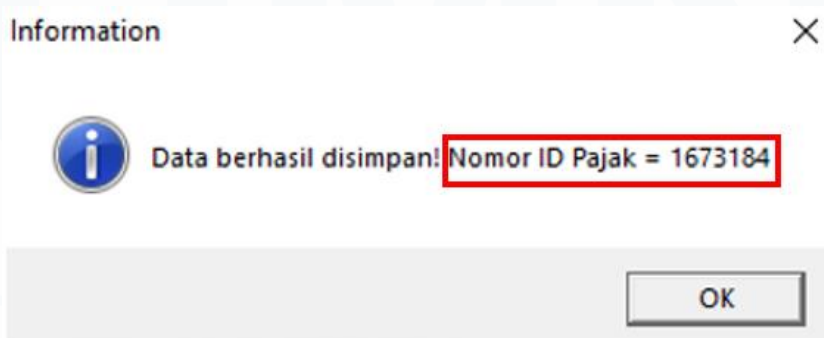 Information
Data berhasil disimpan! Nomor ID Pajak = 1673184
OK